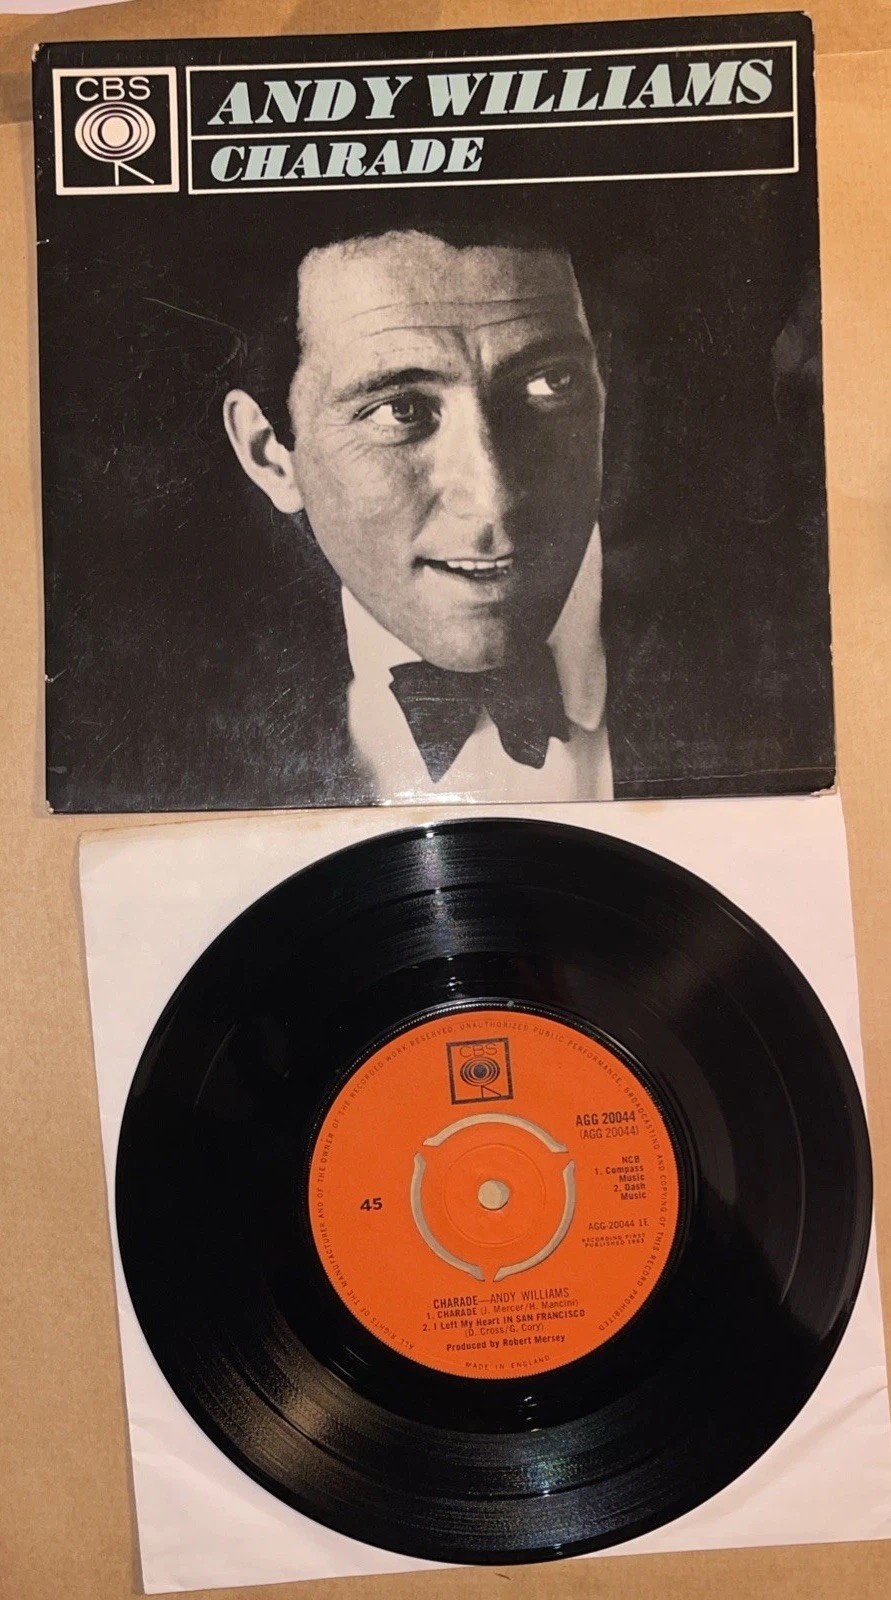 CBS
ANDY WILLIAMS
CHARADE
ALL RIGHTS OF THE MANUFACTURER AND OF THE OWNER OF THE RECORDED WORK RESERVED, UNAUTHORIZED PUBLIC PERFORMANCE, BROADCASTING AND COPYING OF THIS RECORD PROHIBITED
CBS
AGG 20044
(AGG 20044)
NCB
1. Compass
Music
2. Dash
Music
45
AGG-20044 1E
RECORDING FIRST
PUBLISHED 1963
CHARADE—ANDY WILLIAMS
1. CHARADE (J. Mercer/H. Mancini)
2. I Left My Heart IN SAN FRANCISCO
(D. Cross/G. Cory)
Produced by Robert Mersey
MADE IN ENGLAND